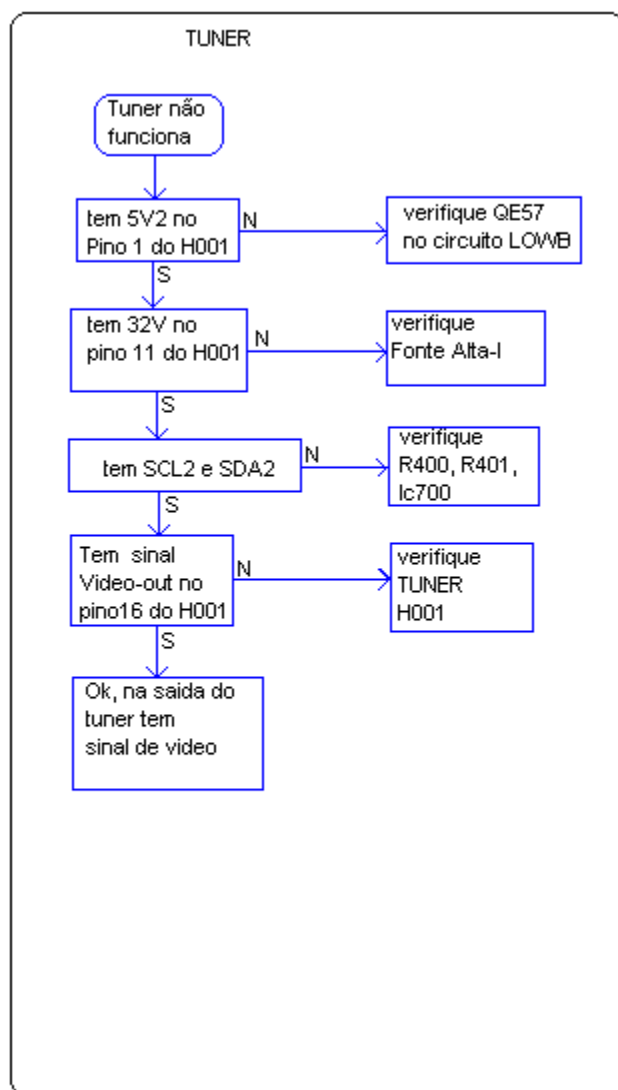 TUNER
Tuner não
funciona
tem 5V2 no
Pino 1 do H001
N
verifique QE57
no circuito LOWB
S
tem 32V no
pino 11 do H001
N
verifique
Fonte Alta-I
S
tem SCL2 e SDA2
N
verifique
R400, R401,
Ic700
S
Tem sinal
Video-out no
pino16 do H001
N
verifique
TUNER
H001
S
Ok, na saida do
tuner tem
sinal de video